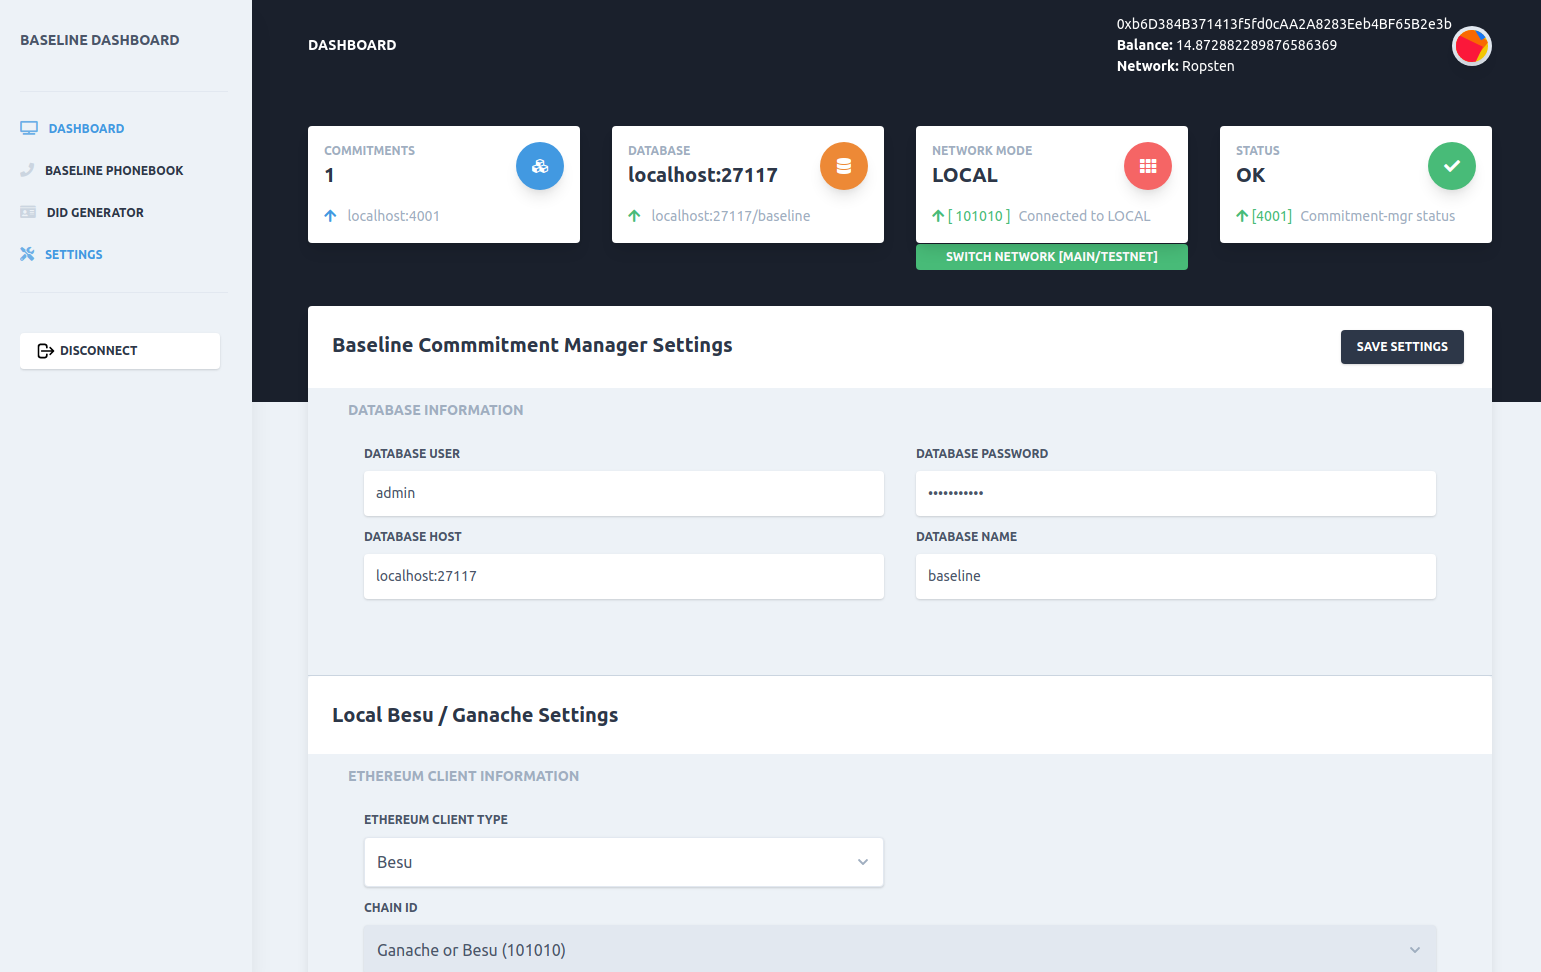 BASELINE DASHBOARD
DASHBOARD
BASELINE PHONEBOOK
DID GENERATOR
SETTINGS
DISCONNECT
DASHBOARD
0xb6D384B371413f5fd0cAA2A8283Eeb4BF65B2e3b
Balance: 14.872882289876586369
Network: Ropsten
COMMITMENTS
1
localhost:4001
DATABASE
localhost:27117
localhost:27117/baseline
NETWORK MODE
LOCAL
[ 101010 ] Connected to LOCAL
SWITCH NETWORK [MAIN/TESTNET]
STATUS
OK
[4001] Commitment-mgr status
Baseline Commmitment Manager Settings
SAVE SETTINGS
DATABASE INFORMATION
DATABASE USER
admin
DATABASE PASSWORD
•••••••••••
DATABASE HOST
localhost:27117
DATABASE NAME
baseline
Local Besu / Ganache Settings
ETHEREUM CLIENT INFORMATION
ETHEREUM CLIENT TYPE
Besu
CHAIN ID
Ganache or Besu (101010)